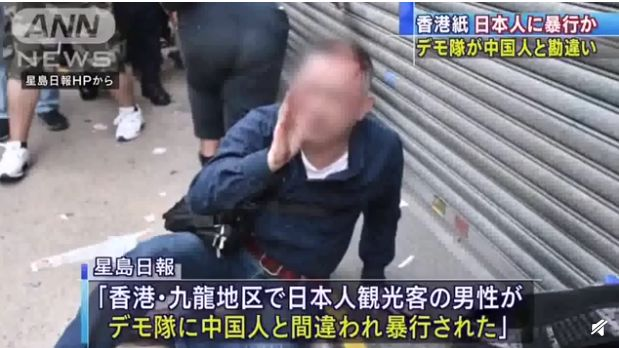 ANN
NEWS
星島日報HPから
香港紙 日本人に暴行か
デモ隊が中国人と勘違い
星島日報
「香港・九龍地区で日本人観光客の男性が
デモ隊に中国人と間違われ暴行された」